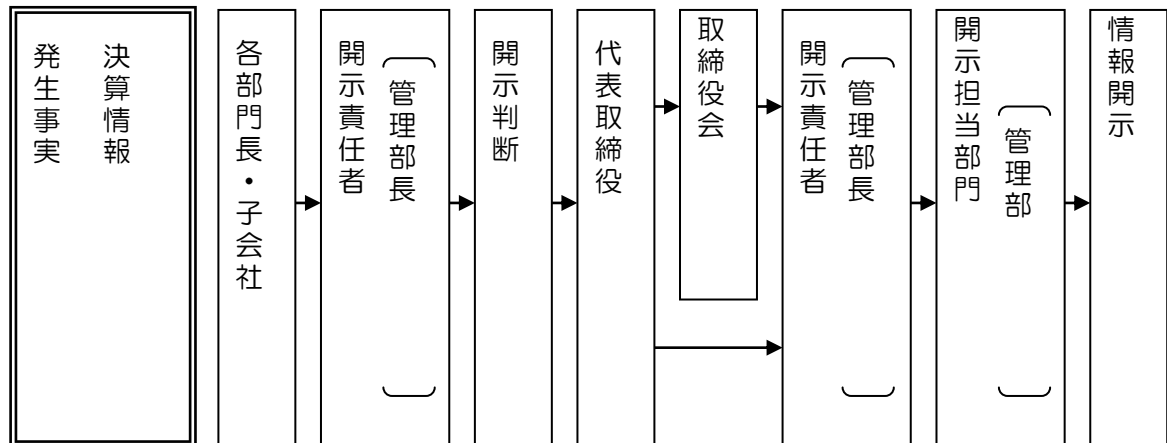 決算情報
発生事実
各部門長・子会社
開示責任者
管理部長
開示判断
代表取締役
取締役会
開示責任者
管理部長
開示担当部門
管理部
情報開示